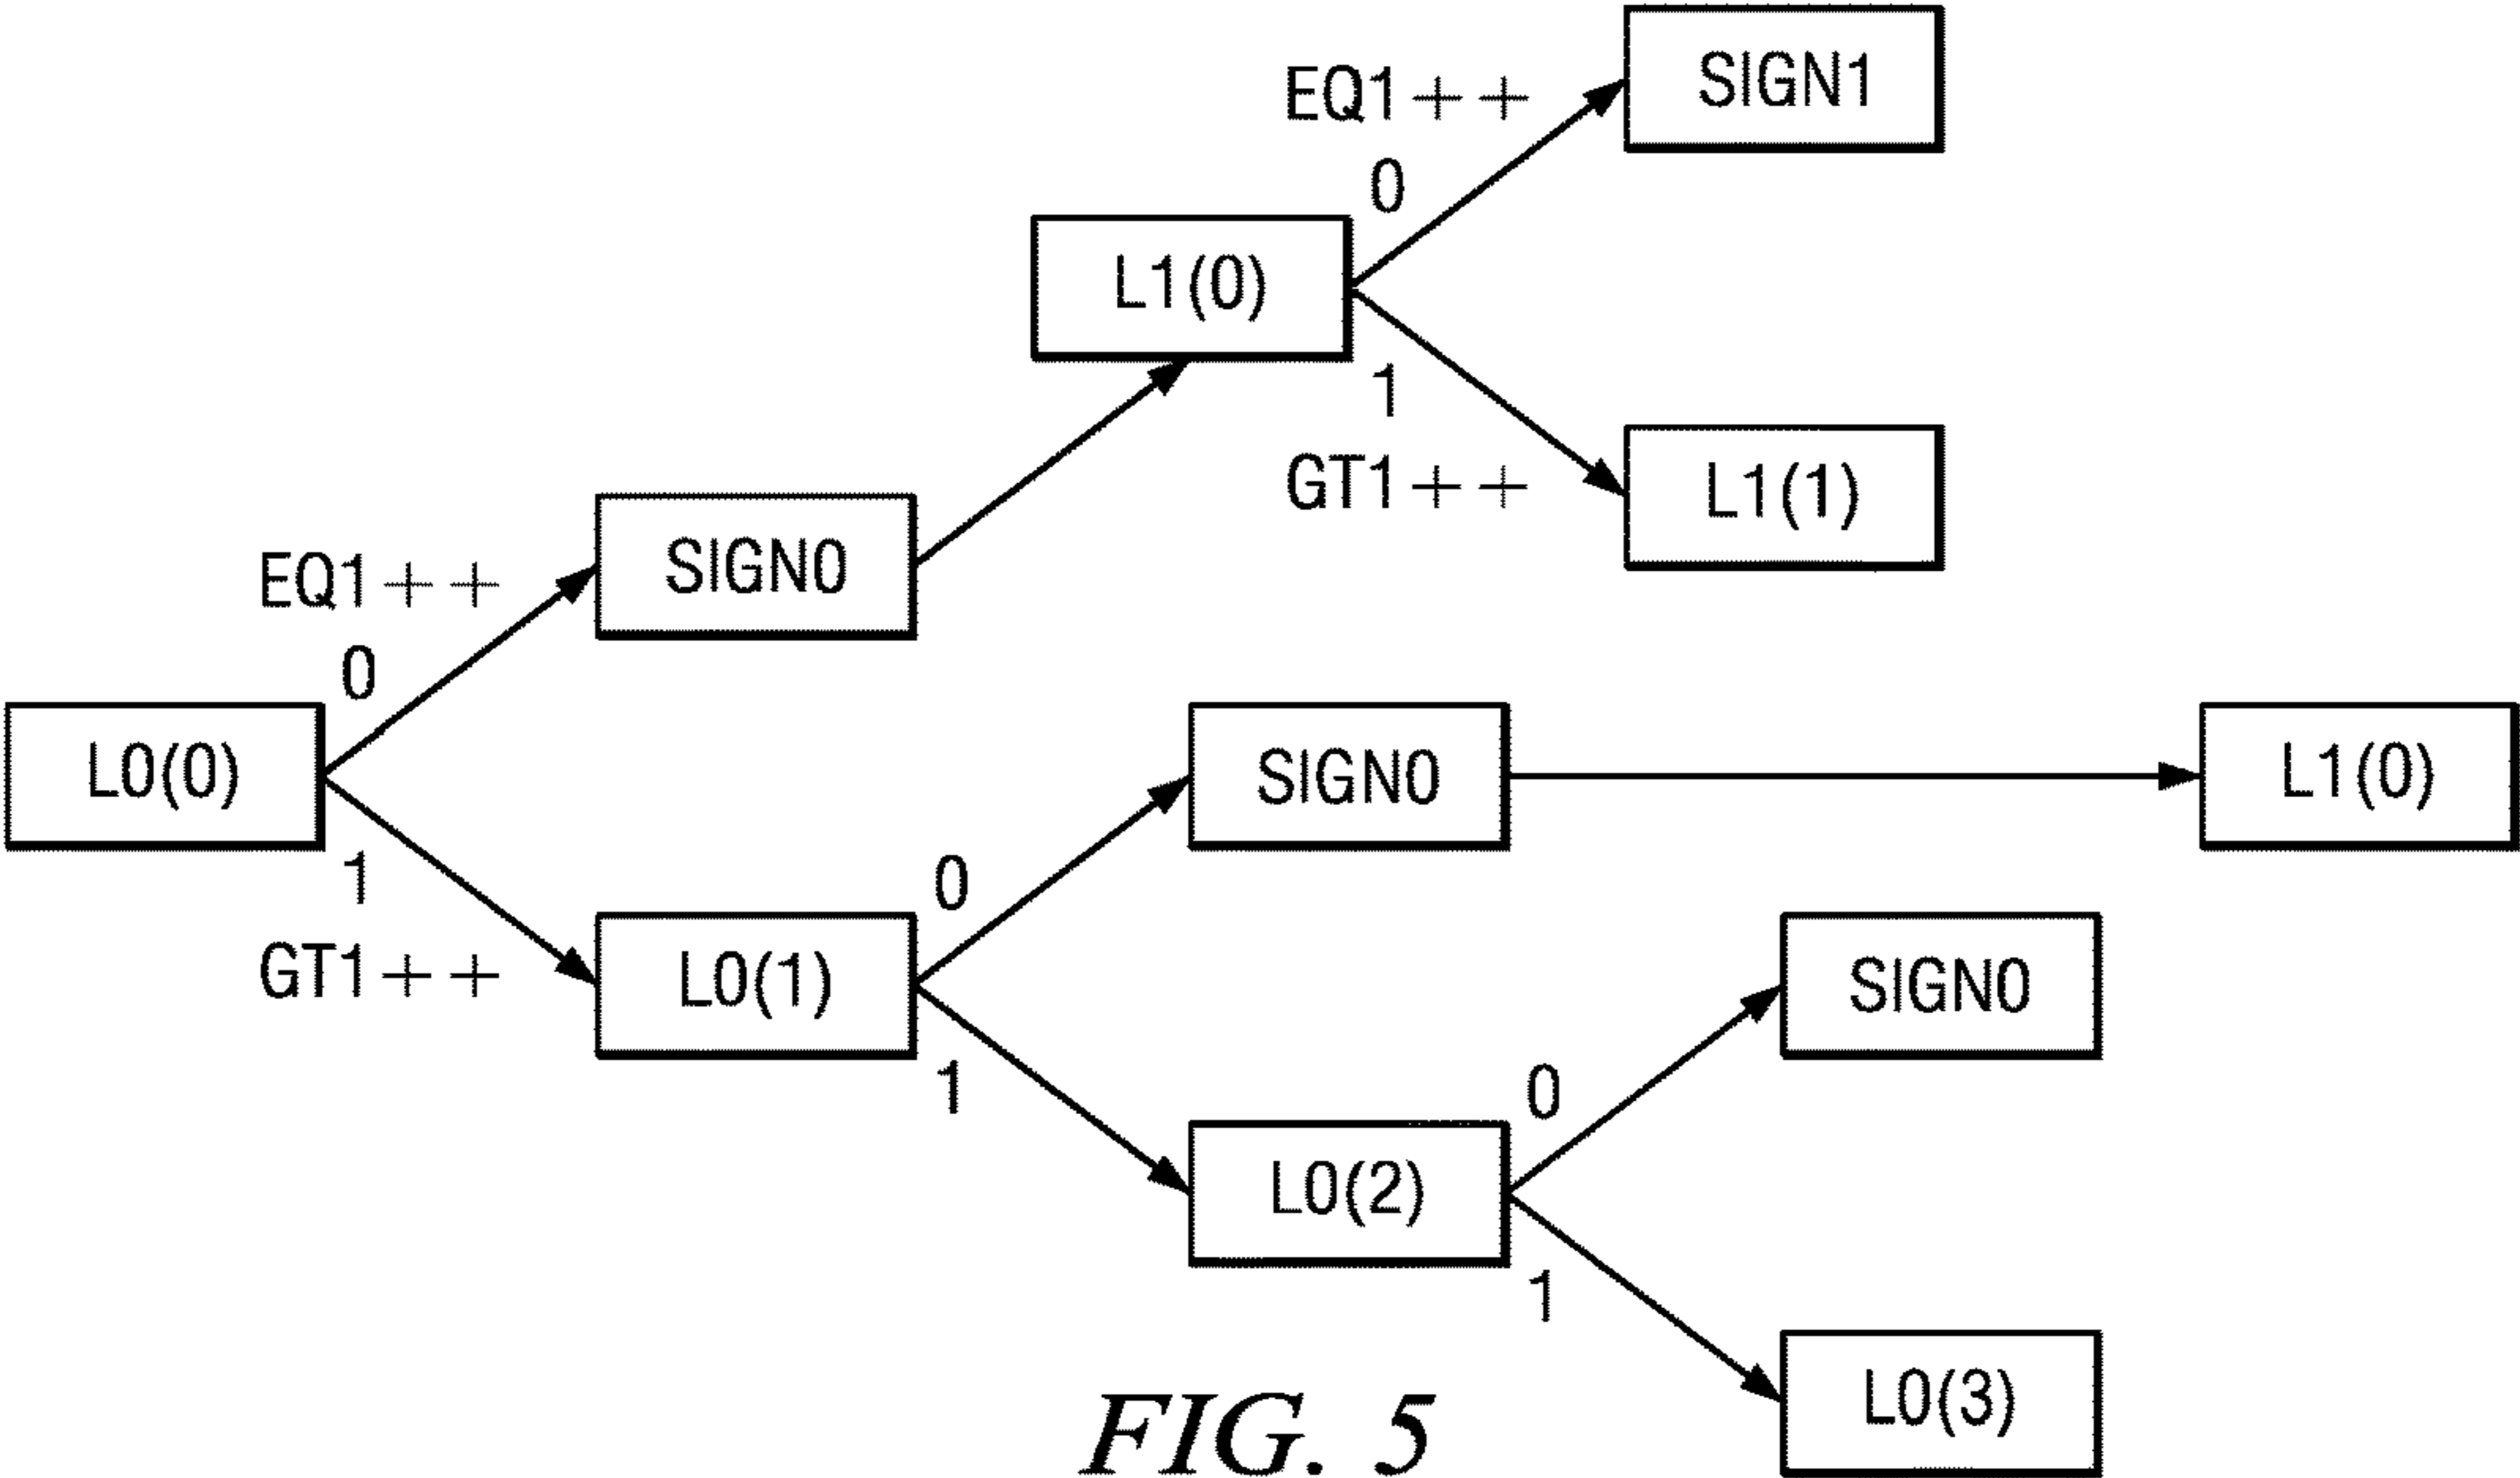 SIGN1
EQ1++
0
L1(0)
1
GT1++
L1(1)
EQ1++
SIGN0
0
L0(0)
SIGN0
L1(0)
1
0
GT1++
L0(1)
SIGN0
1
0
L0(2)
1
L0(3)
FIG. 5